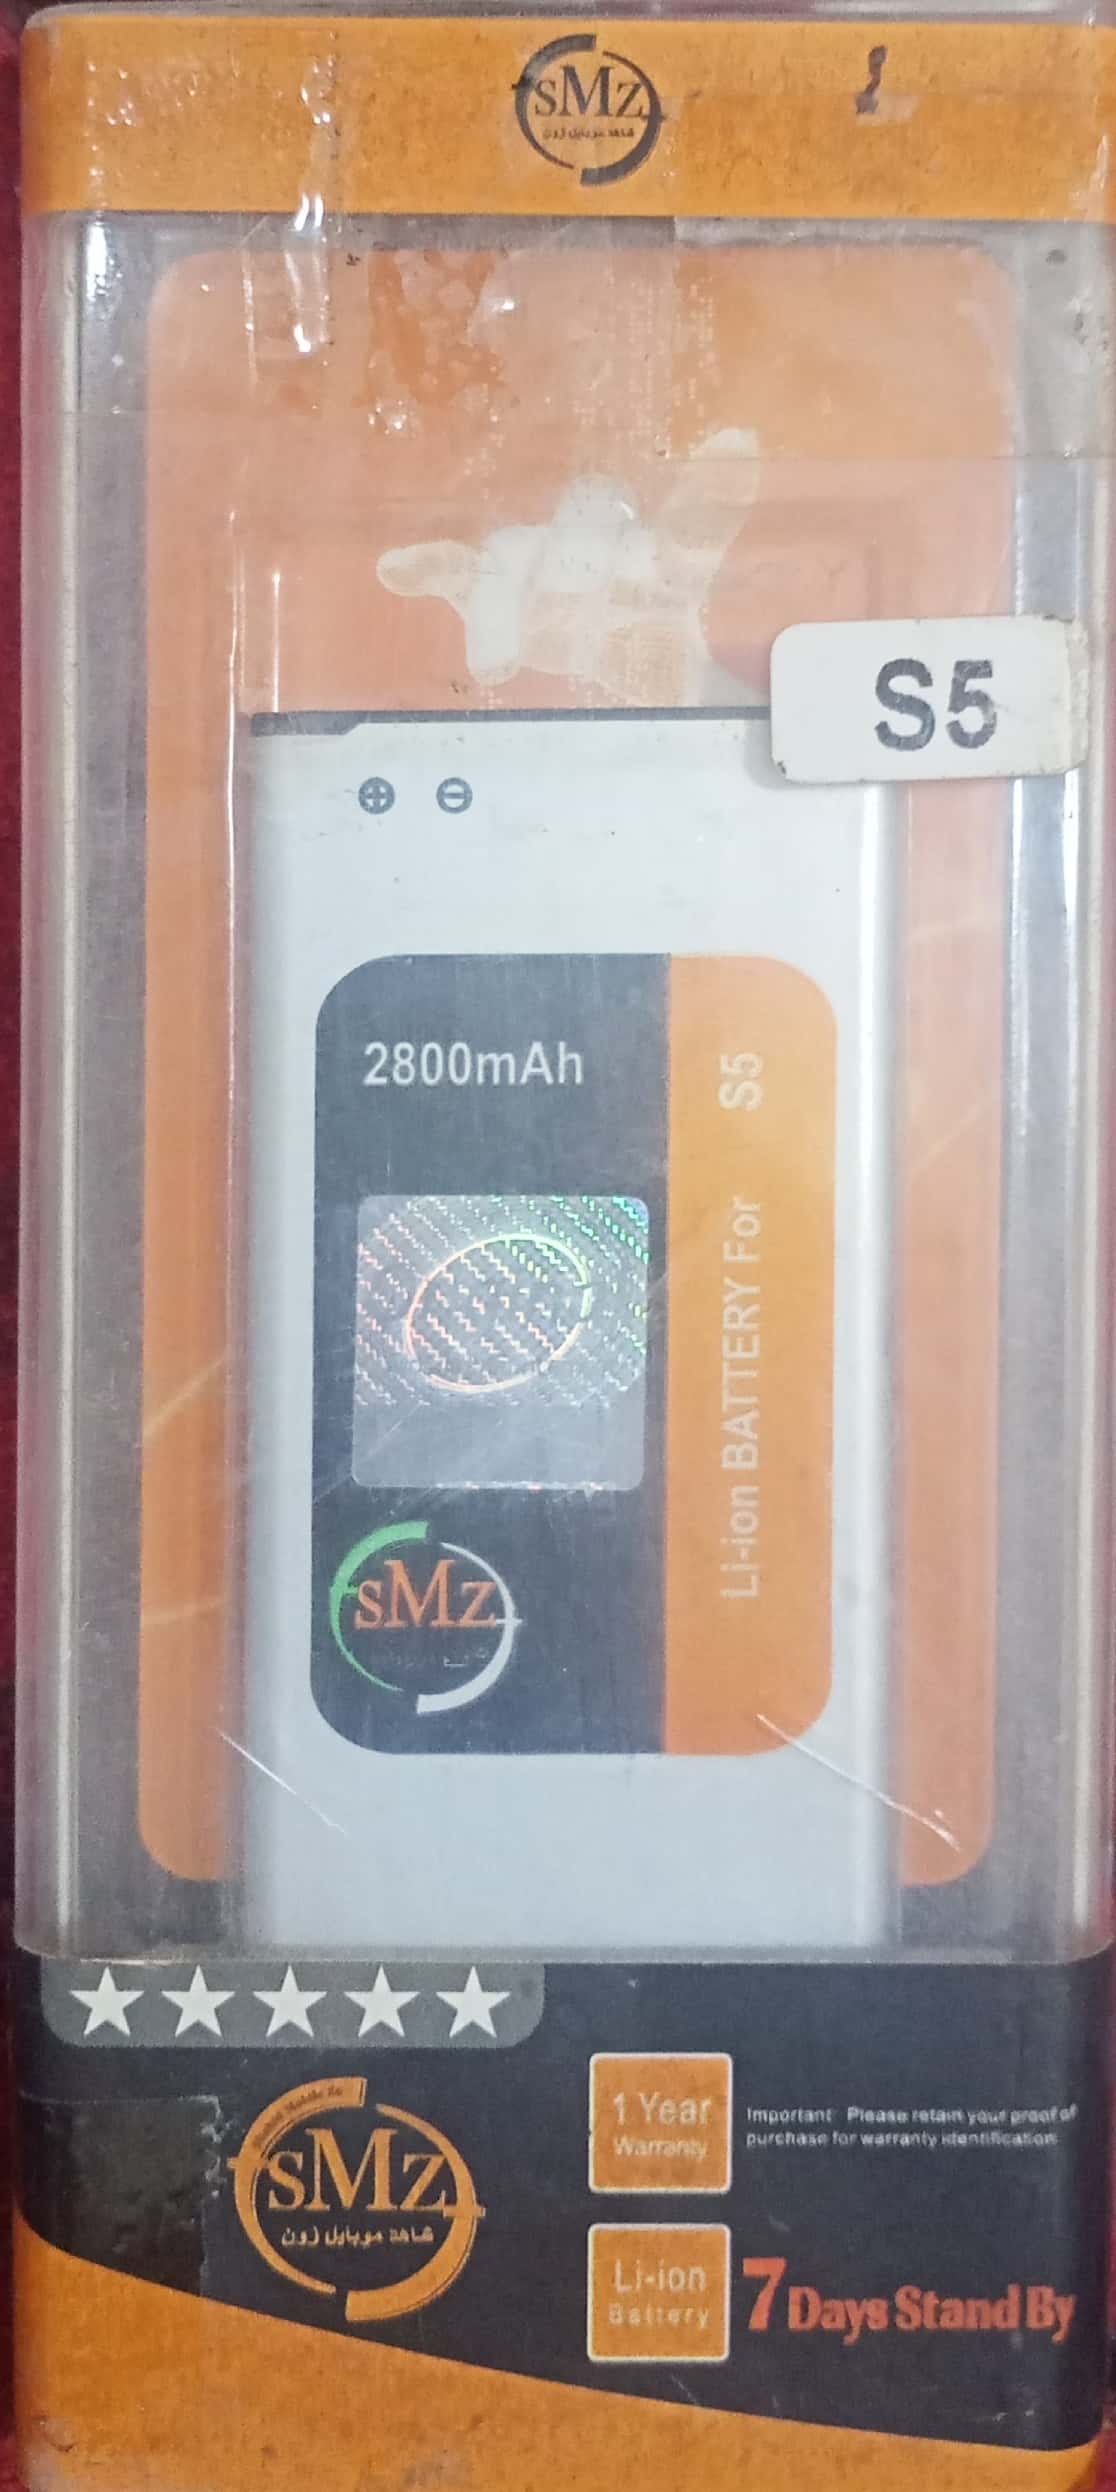 sMz
شاهد موبایل زون
S5
2800mAh
Li-ion BATTERY For S5
sMz
sMz
شاهد موبایل زون
1 Year
Warranty
Important: Please retain your proof of
purchase for warranty identification
Li-ion
Battery
7 Days Stand By